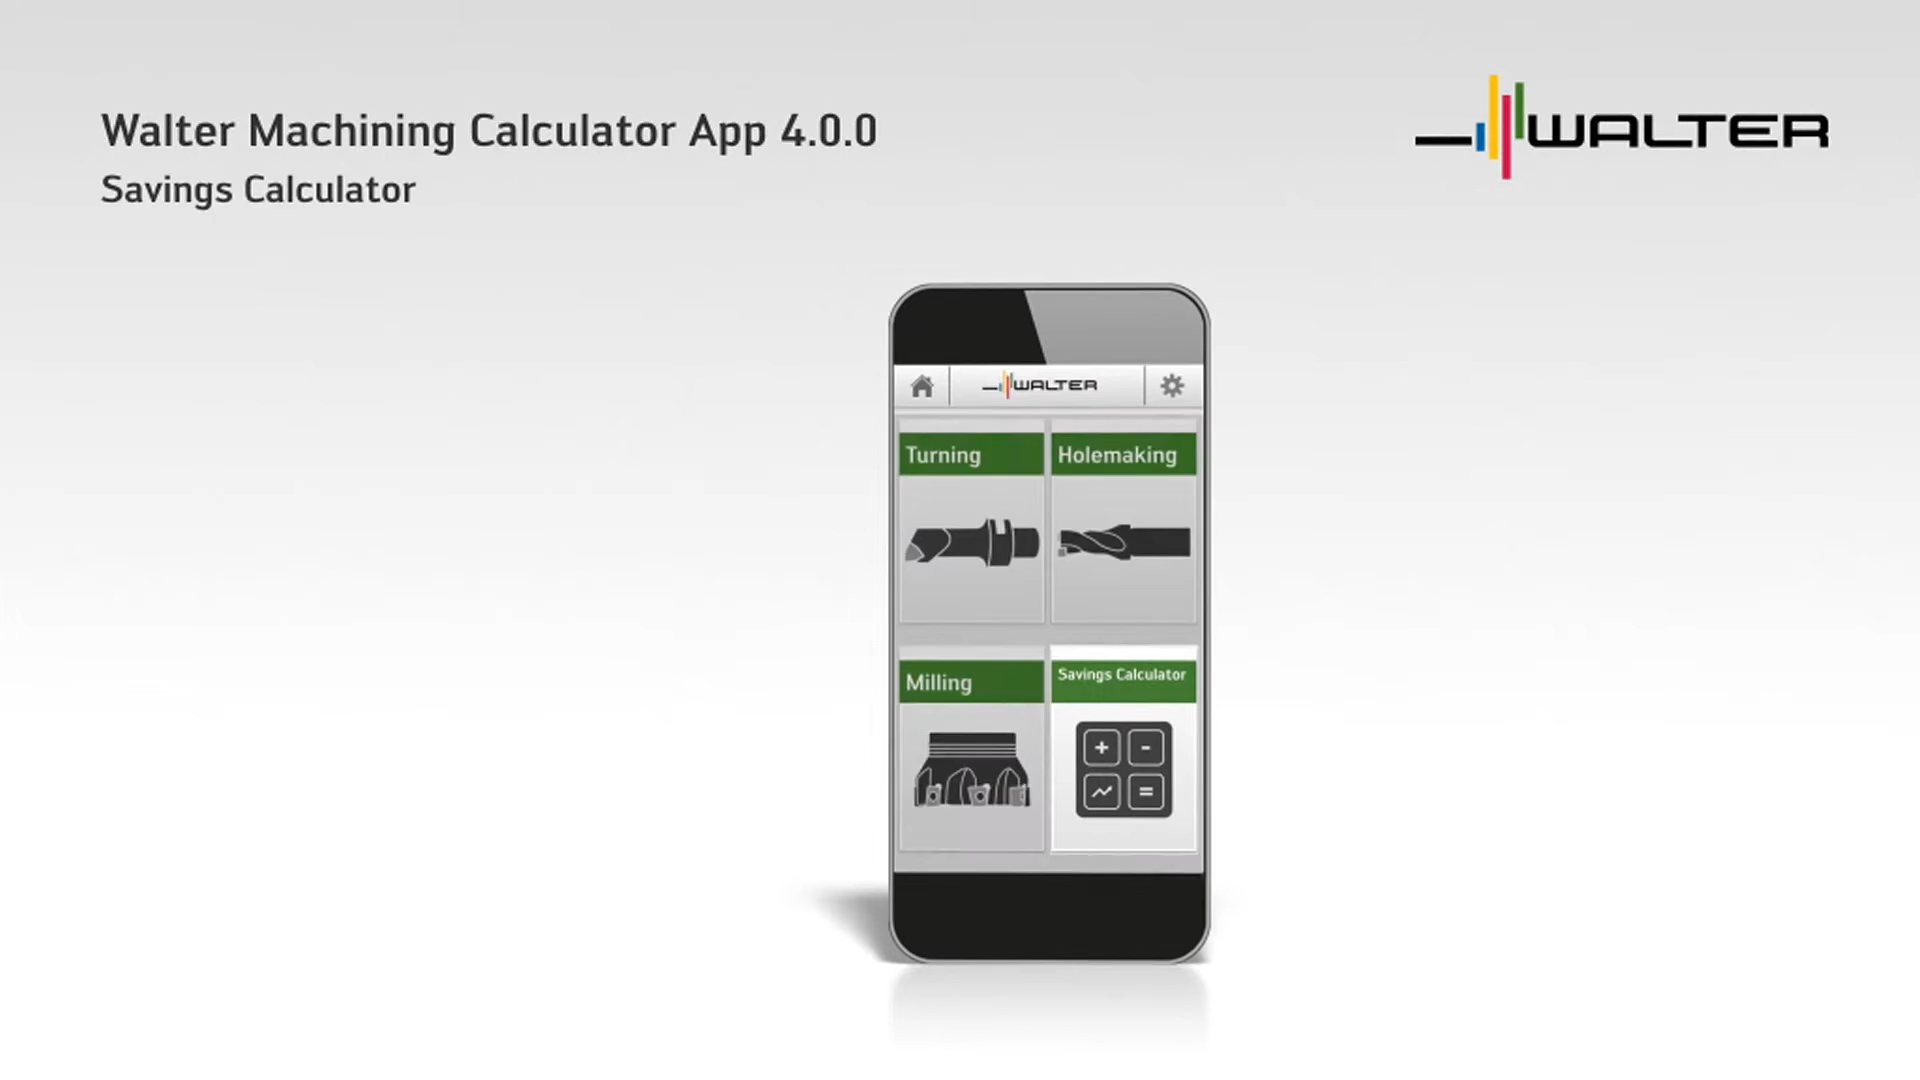 Walter Machining Calculator App 4.0.0
Savings Calculator
WALTER
WALTER
Turning
Holemaking
Milling
Savings Calculator